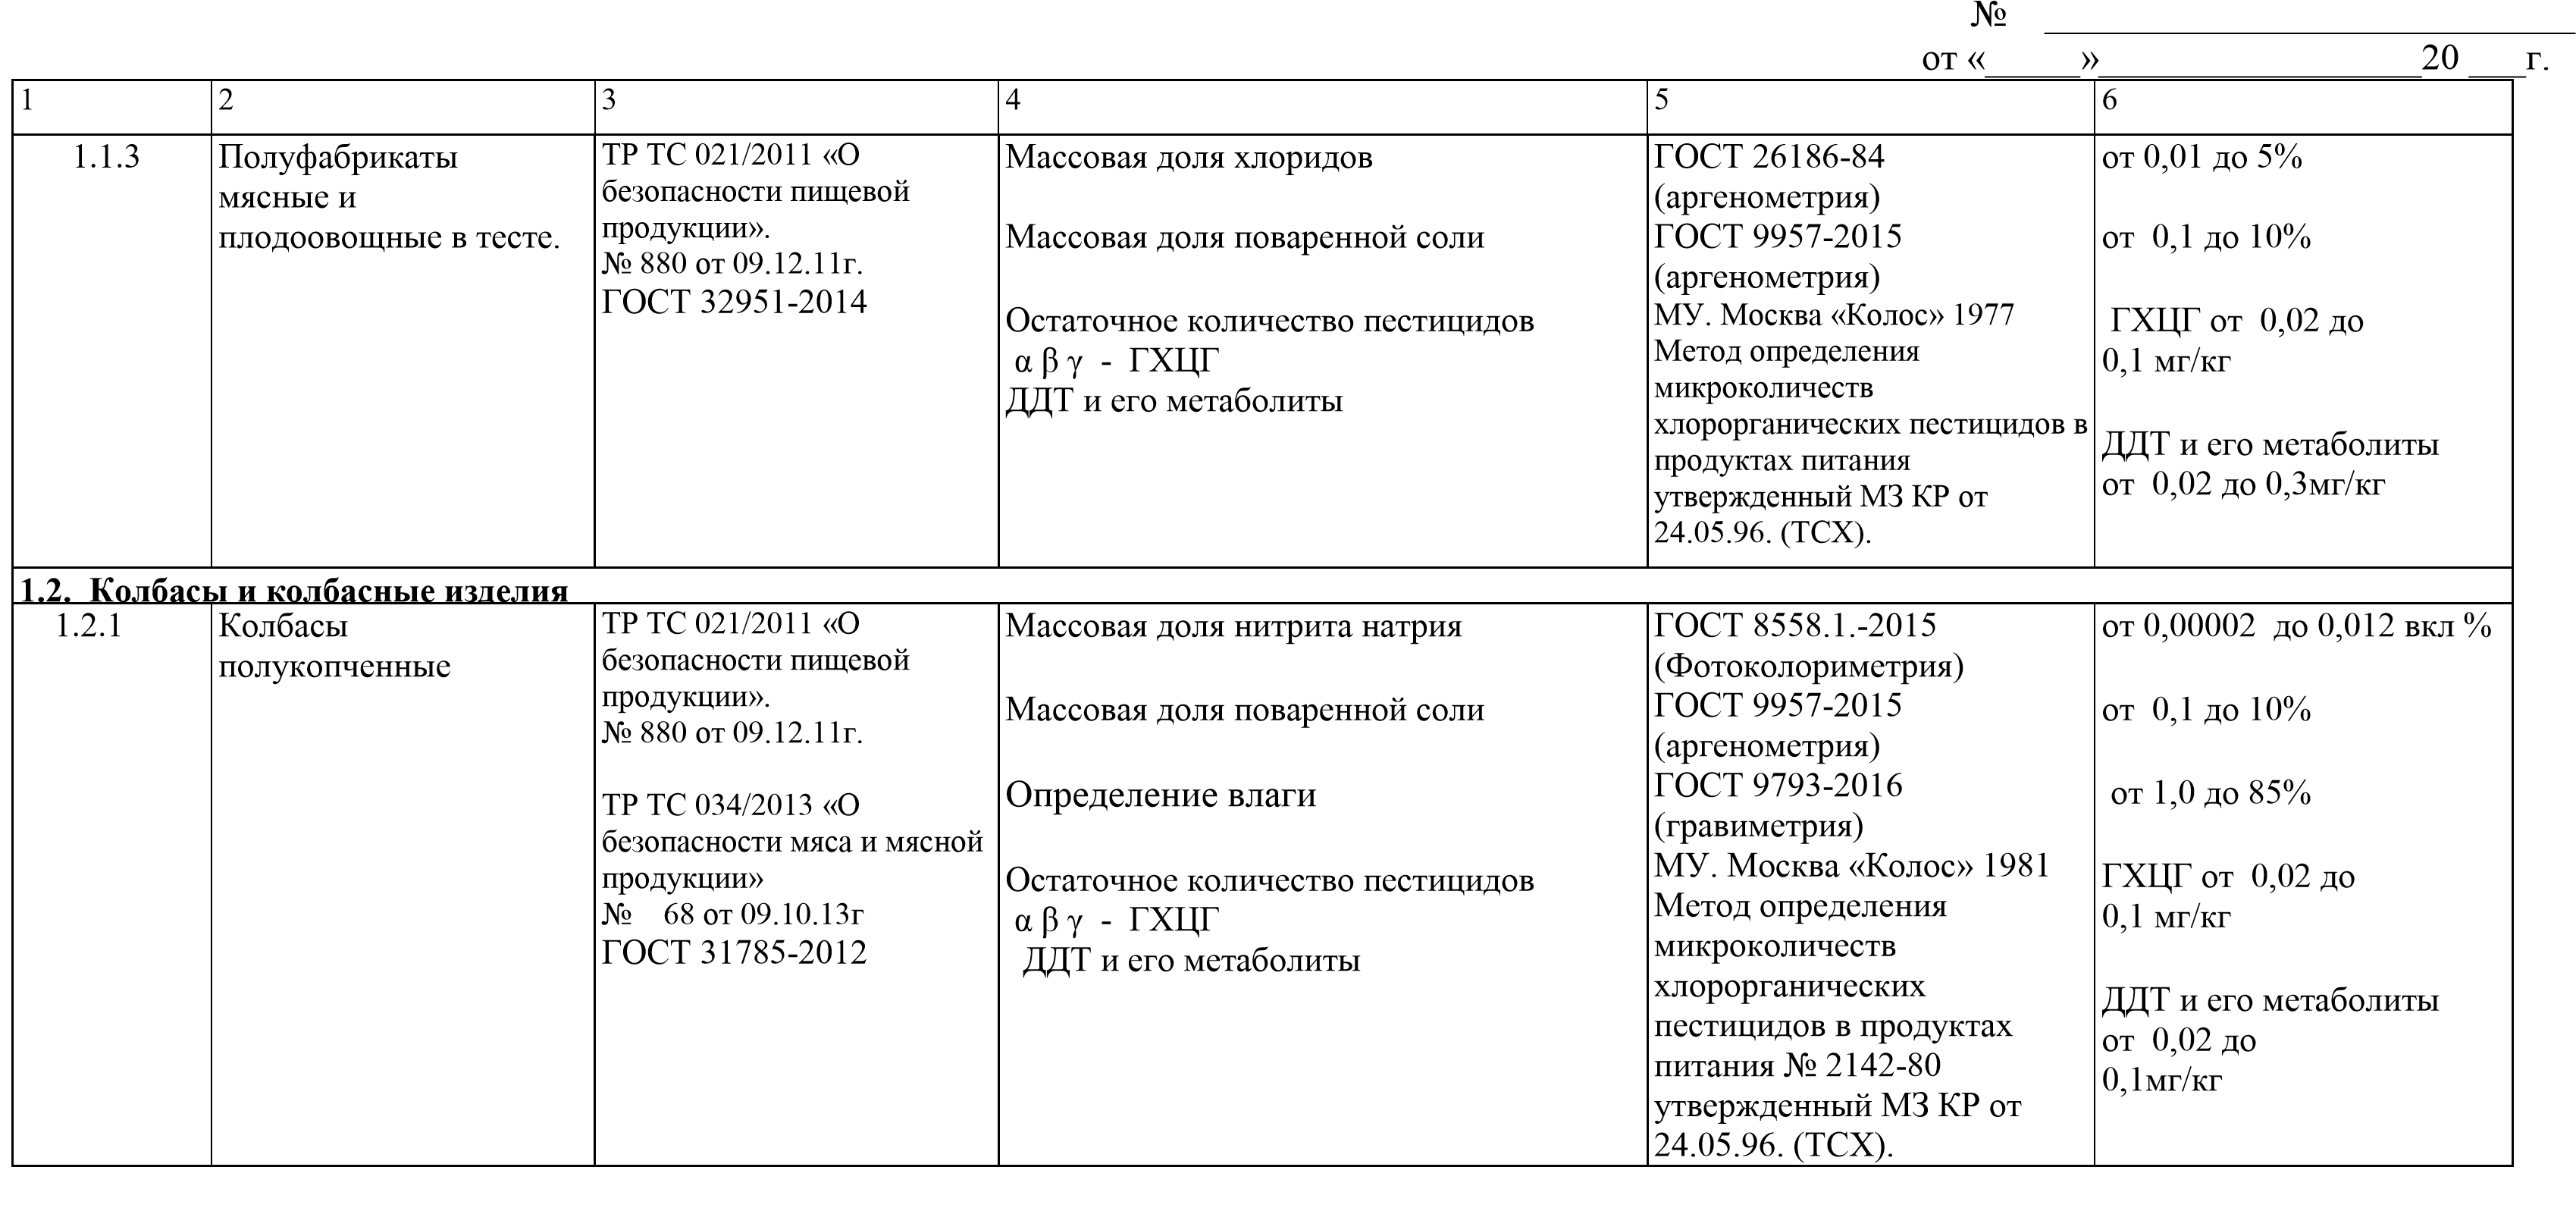 № ____________________________
от «_____»_________________20 ___г.
1
2
3
4
5
6
1.1.3
Полуфабрикаты
мясные и
плодоовощные в тесте.
ТР ТС 021/2011 «О
безопасности пищевой
продукции».
№ 880 от 09.12.11г.
ГОСТ 32951-2014
Массовая доля хлоридов
Массовая доля поваренной соли
Остаточное количество пестицидов
α β γ - ГХЦГ
ДДТ и его метаболиты
ГОСТ 26186-84
(аргенометрия)
ГОСТ 9957-2015
(аргенометрия)
МУ. Москва «Колос» 1977
Метод определения
микроколичеств
хлорорганических пестицидов в
продуктах питания
утвержденный МЗ КР от
24.05.96. (ТСХ).
от 0,01 до 5%
от 0,1 до 10%
ГХЦГ от 0,02 до
0,1 мг/кг
ДДТ и его метаболиты
от 0,02 до 0,3мг/кг
1.2. Колбасы и колбасные изделия
1.2.1
Колбасы
полукопченные
ТР ТС 021/2011 «О
безопасности пищевой
продукции».
№ 880 от 09.12.11г.
ТР ТС 034/2013 «О
безопасности мяса и мясной
продукции»
№ 68 от 09.10.13г
ГОСТ 31785-2012
Массовая доля нитрита натрия
Массовая доля поваренной соли
Определение влаги
Остаточное количество пестицидов
α β γ - ГХЦГ
ДДТ и его метаболиты
ГОСТ 8558.1.-2015
(Фотоколориметрия)
ГОСТ 9957-2015
(аргенометрия)
ГОСТ 9793-2016
(гравиметрия)
МУ. Москва «Колос» 1981
Метод определения
микроколичеств
хлорорганических
пестицидов в продуктах
питания № 2142-80
утвержденный МЗ КР от
24.05.96. (ТСХ).
от 0,00002 до 0,012 вкл %
от 0,1 до 10%
от 1,0 до 85%
ГХЦГ от 0,02 до
0,1 мг/кг
ДДТ и его метаболиты
от 0,02 до
0,1мг/кг